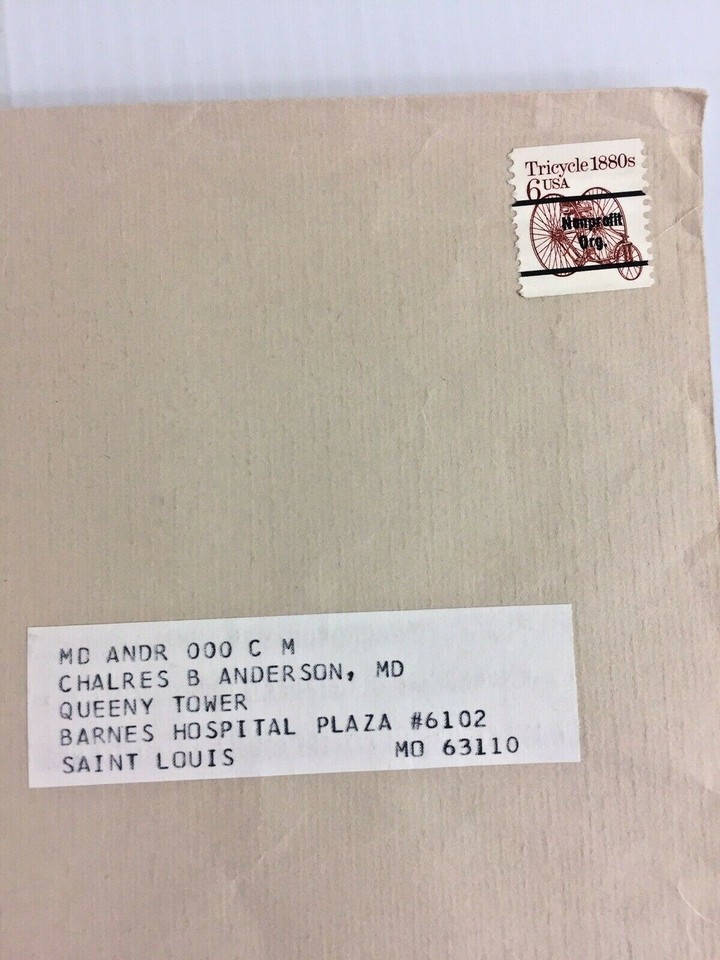 Tricycle 1880s
6 USA
Nonprofit
Org.
MD ANDR 000 C M
CHALRES B ANDERSON, MD
QUEENY TOWER
BARNES HOSPITAL PLAZA #6102
SAINT LOUIS MO 63110